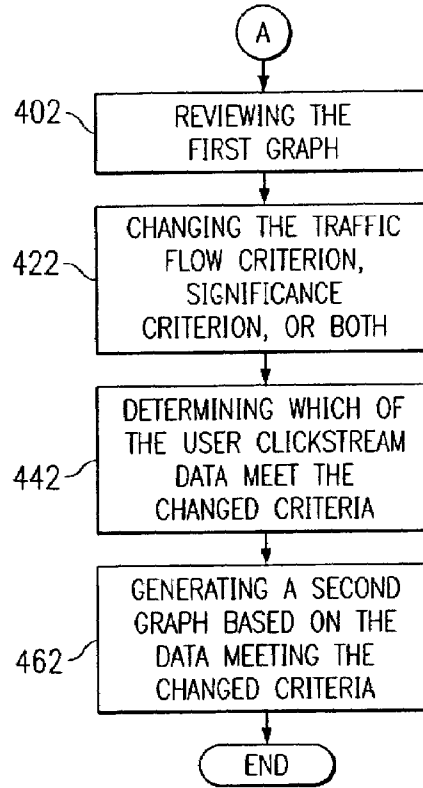 A
402
REVIEWING THE
FIRST GRAPH
422
CHANGING THE TRAFFIC
FLOW CRITERION,
SIGNIFICANCE
CRITERION, OR BOTH
442
DETERMINING WHICH OF
THE USER CLICKSTREAM
DATA MEET THE
CHANGED CRITERIA
462
GENERATING A SECOND
GRAPH BASED ON THE
DATA MEETING THE
CHANGED CRITERIA
END